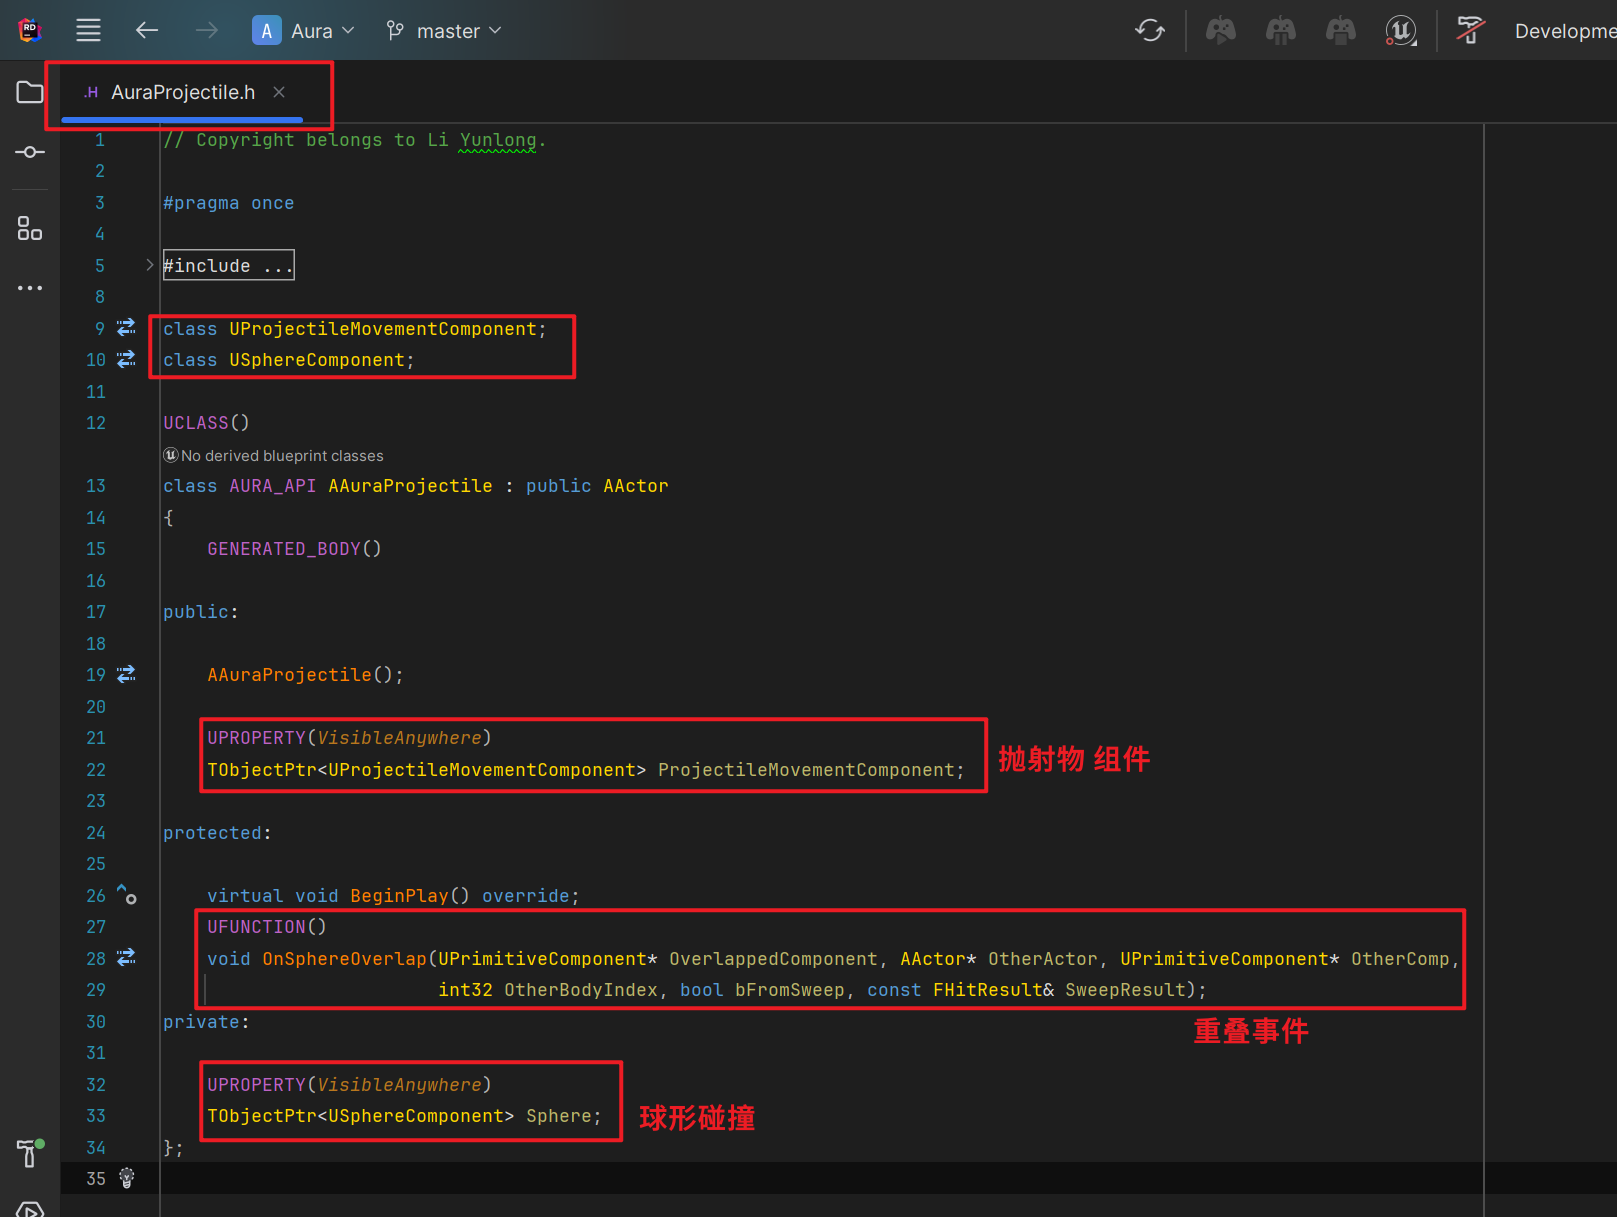 RD
A Aura
master
Developme
.H AuraProjectile.h
1 // Copyright belongs to Li Yunlong.
2
3 #pragma once
4
5 #include ...
8
9 class UProjectileMovementComponent;
10 class USphereComponent;
11
12 UCLASS()
No derived blueprint classes
13 class AURA_API AAuraProjectile : public AActor
14 {
15 GENERATED_BODY()
16
17 public:
18
19 AAuraProjectile();
20
21 UPROPERTY(VisibleAnywhere)
22 TObjectPtr<UProjectileMovementComponent> ProjectileMovementComponent;
抛射物 组件
23
24 protected:
25
26 virtual void BeginPlay() override;
27 UFUNCTION()
28 void OnSphereOverlap(UPrimitiveComponent* OverlappedComponent, AActor* OtherActor, UPrimitiveComponent* OtherComp,
29 int32 OtherBodyIndex, bool bFromSweep, const FHitResult& SweepResult);
30 private:
重叠事件
31
32 UPROPERTY(VisibleAnywhere)
33 TObjectPtr<USphereComponent> Sphere;
球形碰撞
34 };
35